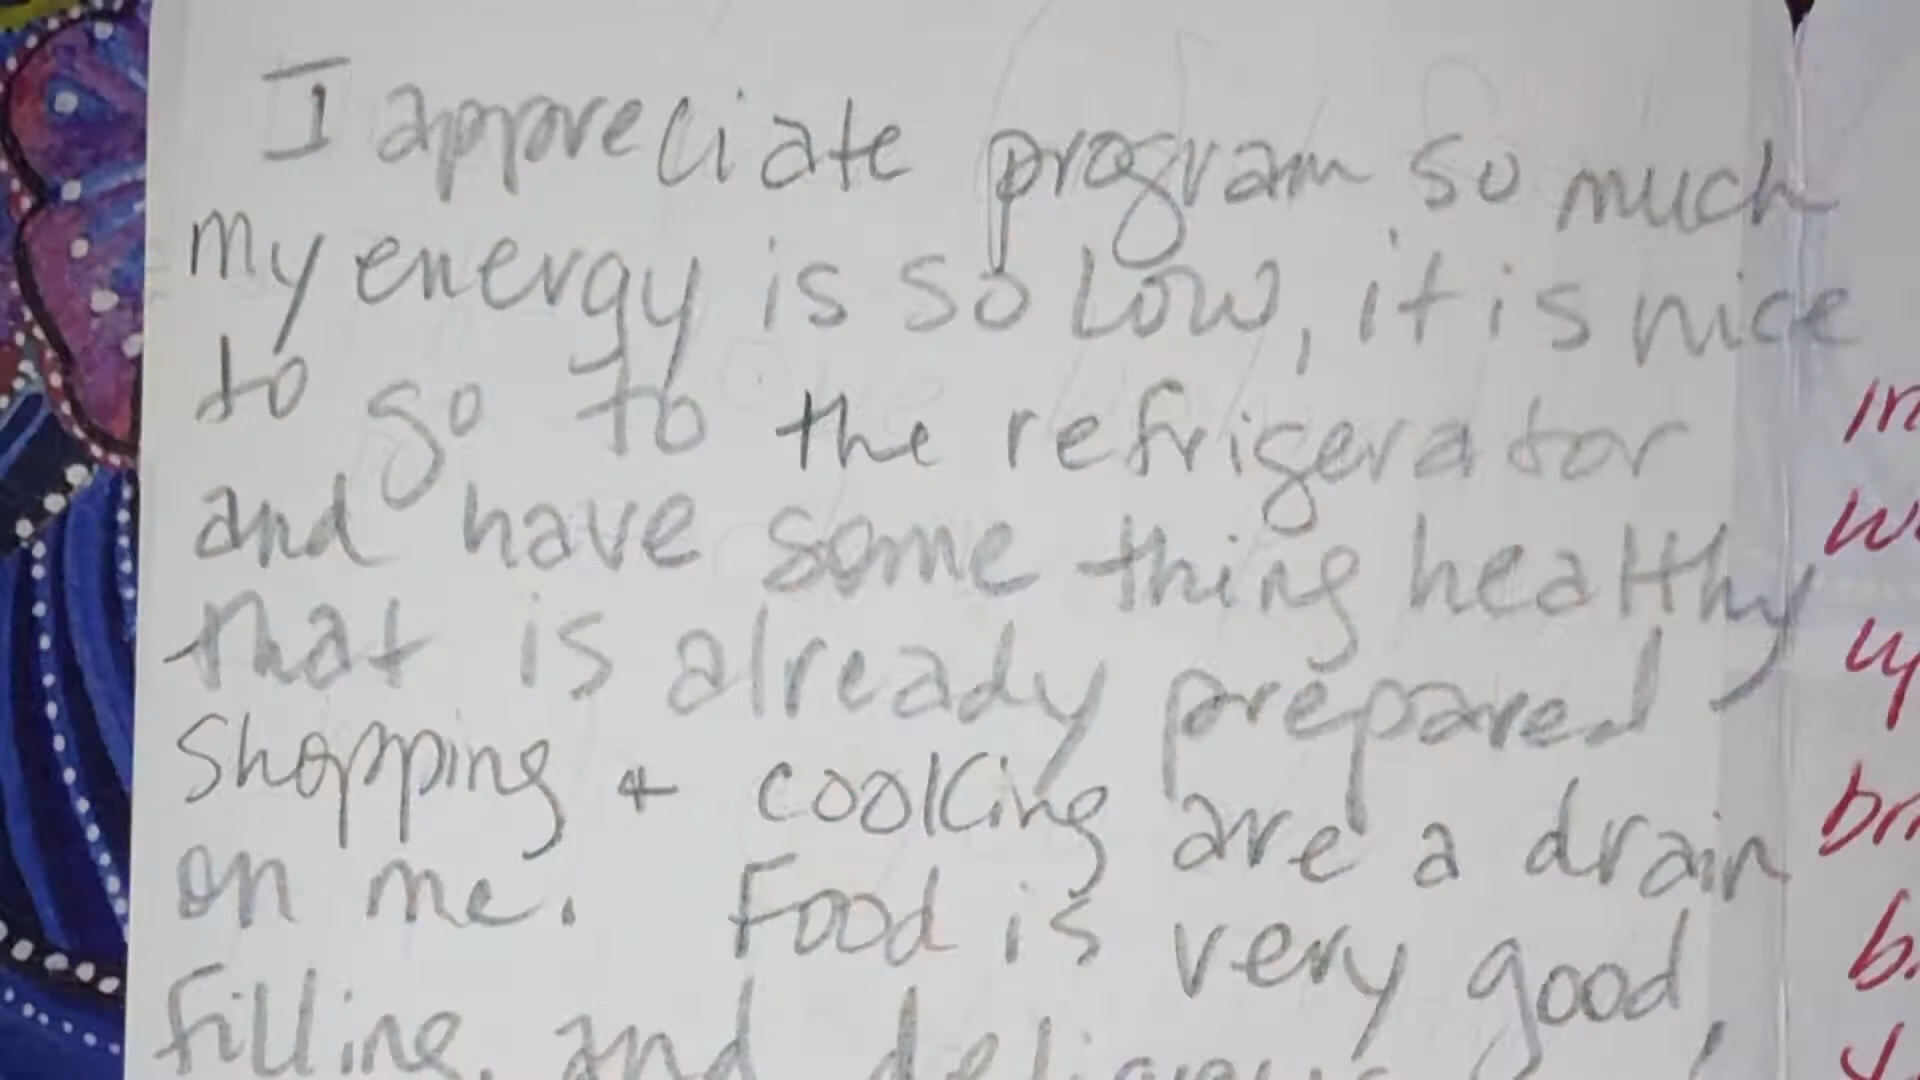 I appreciate program so much
my energy is so low, it is nice
to go to the refrigerator
and have some thing healthy
that is already prepared
shopping + cooking are a drain
on me. Food is very good,
filling, and delicious